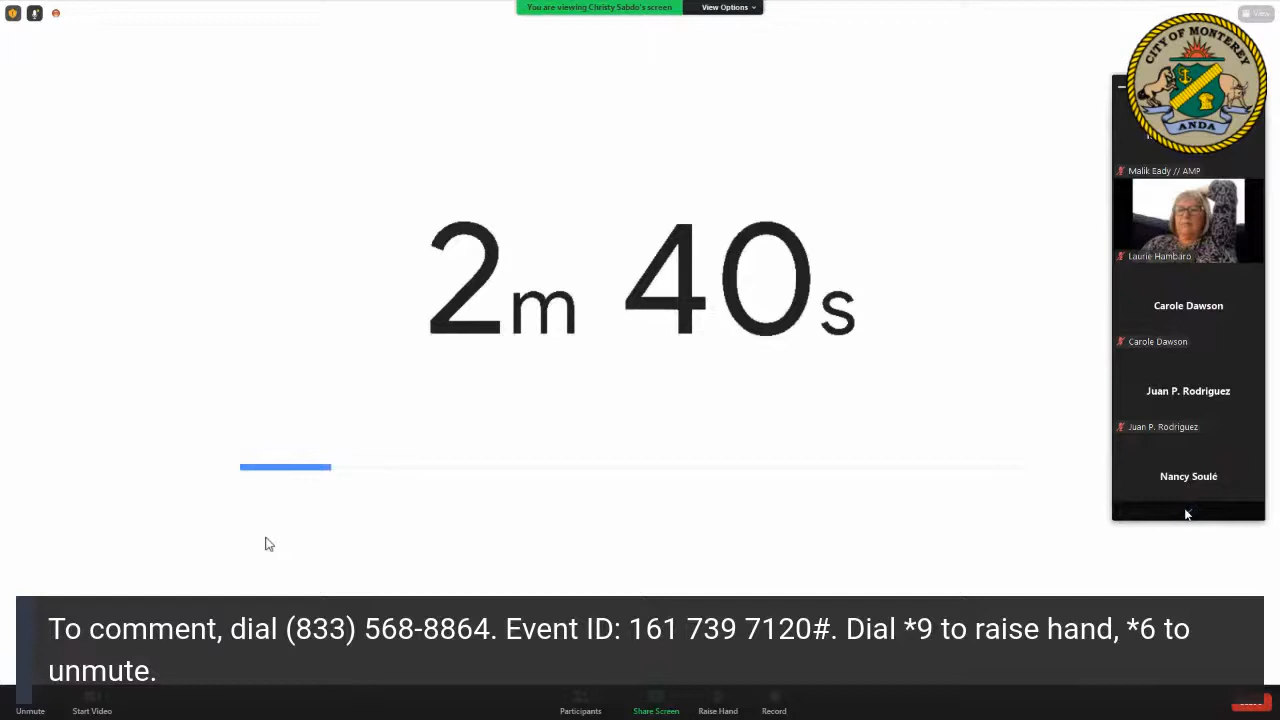 You are viewing Christy Sabdo's screen
View Options
View
CITY OF MONTEREY
ANDA
Malik Eady // AMP
2m 40s
Laurie Hambaro
Carole Dawson
Carole Dawson
Juan P. Rodriguez
Juan P. Rodriguez
Nancy Soulé
To comment, dial (833) 568-8864. Event ID: 161 739 7120#. Dial *9 to raise hand, *6 to
unmute.
Unmute
Start Video
Participants
Share Screen
Raise Hand
Record